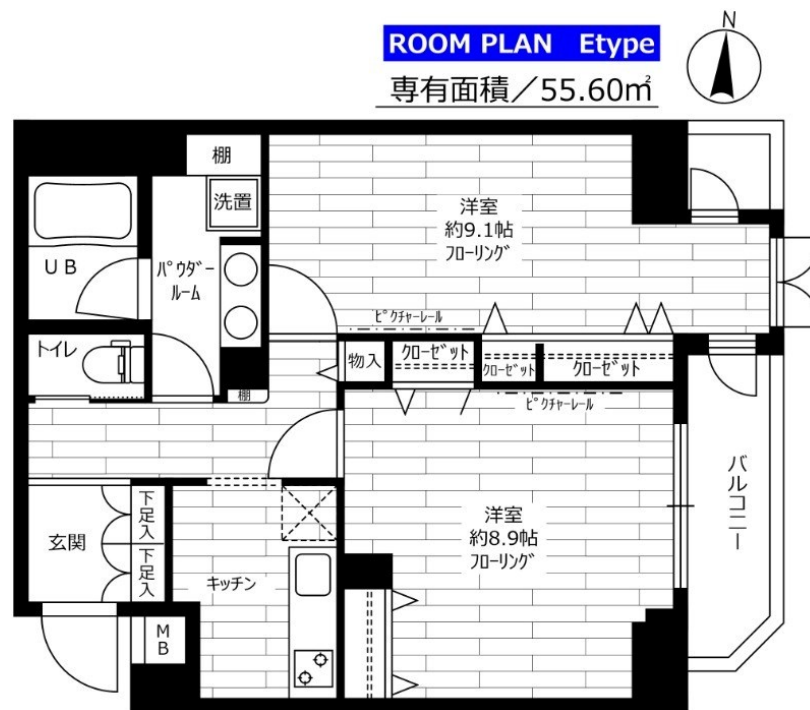 ROOM PLAN Etype
N
専有面積／55.60㎡
棚
洗置
洋室
約9.1帖
フローリング
UB
パウダー
ルーム
ピクチャーレール
トイレ
物入
クローゼット
クローゼット
クローゼット
棚
ピクチャーレール
バルコニー
下足入
下足入
玄関
洋室
約8.9帖
フローリング
キッチン
MB